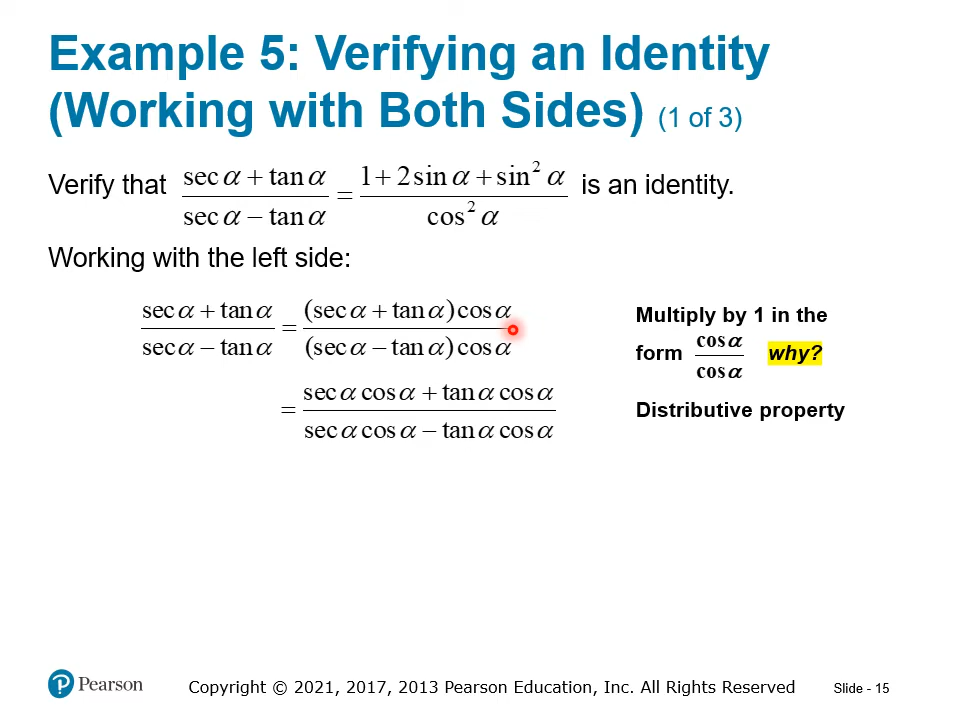 Example 5: Verifying an Identity
(Working with Both Sides) (1 of 3)
Verify that (sec α + tan α)/(sec α − tan α) = (1 + 2 sin α + sin² α)/(cos² α) is an identity.
Working with the left side:
(sec α + tan α)/(sec α − tan α) = ((sec α + tan α) cos α)/((sec α − tan α) cos α)
Multiply by 1 in the
form cos α/cos α why?
= (sec α cos α + tan α cos α)/(sec α cos α − tan α cos α)
Distributive property
P Pearson
Copyright © 2021, 2017, 2013 Pearson Education, Inc. All Rights Reserved
Slide - 15